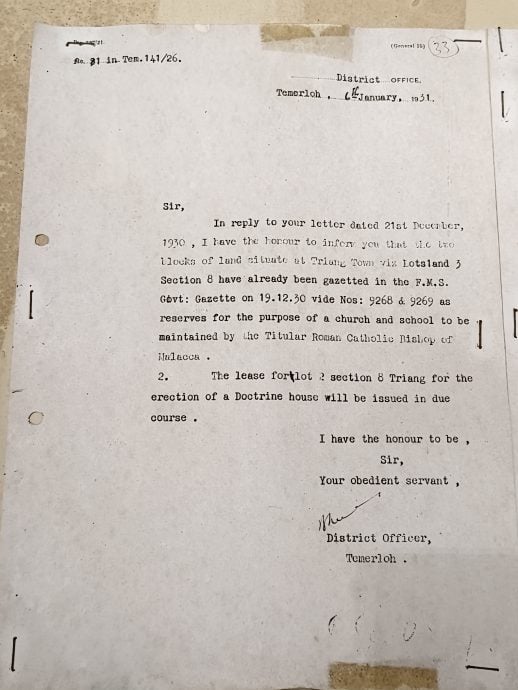 (General 16) 33
No. 31 in Tem. 141/26.
District OFFICE,
Temerloh , 6th January, 1931.
Sir,
In reply to your letter dated 21st December,
1930 , I have the honour to inform you that the two
blocks of land situate at Triang Town viz Lots1and 3
Section 8 have already been gazetted in the F.M.S.
Govt: Gazette on 19.12.30 vide Nos: 9268 & 9269 as
reserves for the purpose of a church and school to be
maintained by the Titular Roman Catholic Bishop of
Malacca .
2. The lease for lot 2 section 8 Triang for the
erection of a Doctrine house will be issued in due
course .
I have the honour to be ,
Sir,
Your obedient servant ,
District Officer,
Temerloh .